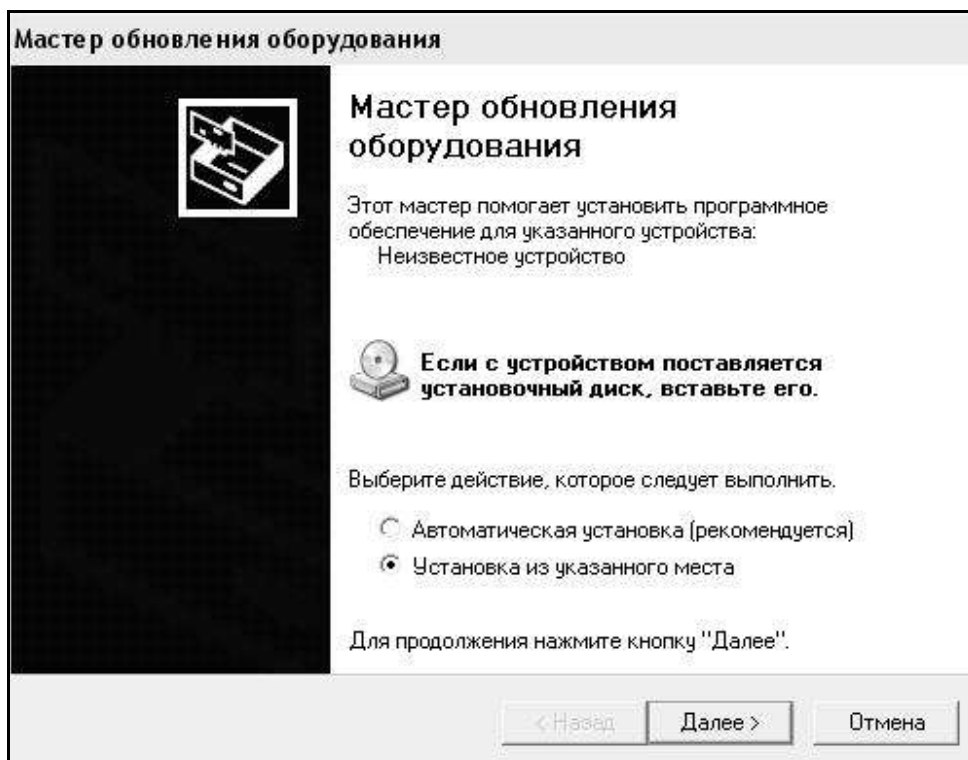 Мастер обновления оборудования
Мастер обновления
оборудования
Этот мастер помогает установить программное
обеспечение для указанного устройства:
Неизвестное устройство
Если с устройством поставляется
установочный диск, вставьте его.
Выберите действие, которое следует выполнить.
Автоматическая установка (рекомендуется)
Установка из указанного места
Для продолжения нажмите кнопку "Далее".
< Назад Далее > Отмена